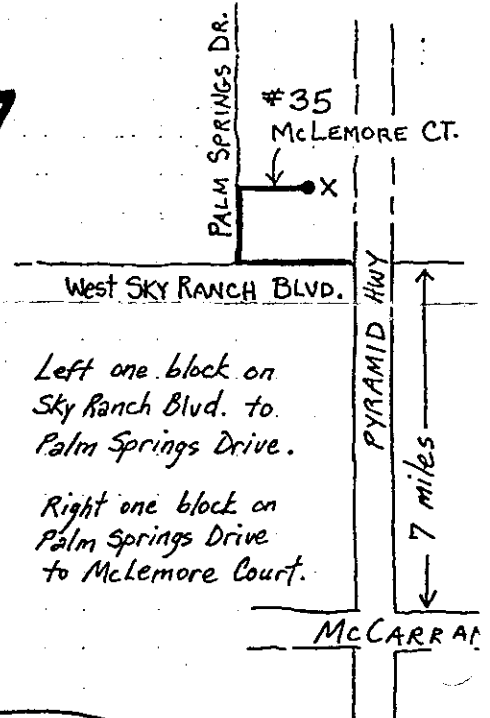 PALM SPRINGS DR.
#35
McLEMORE CT.
X
West SKY RANCH BLVD.
PYRAMID HWY
7 miles
Left one block on
Sky Ranch Blvd. to
Palm Springs Drive.
Right one block on
Palm Springs Drive
to McLemore Court.